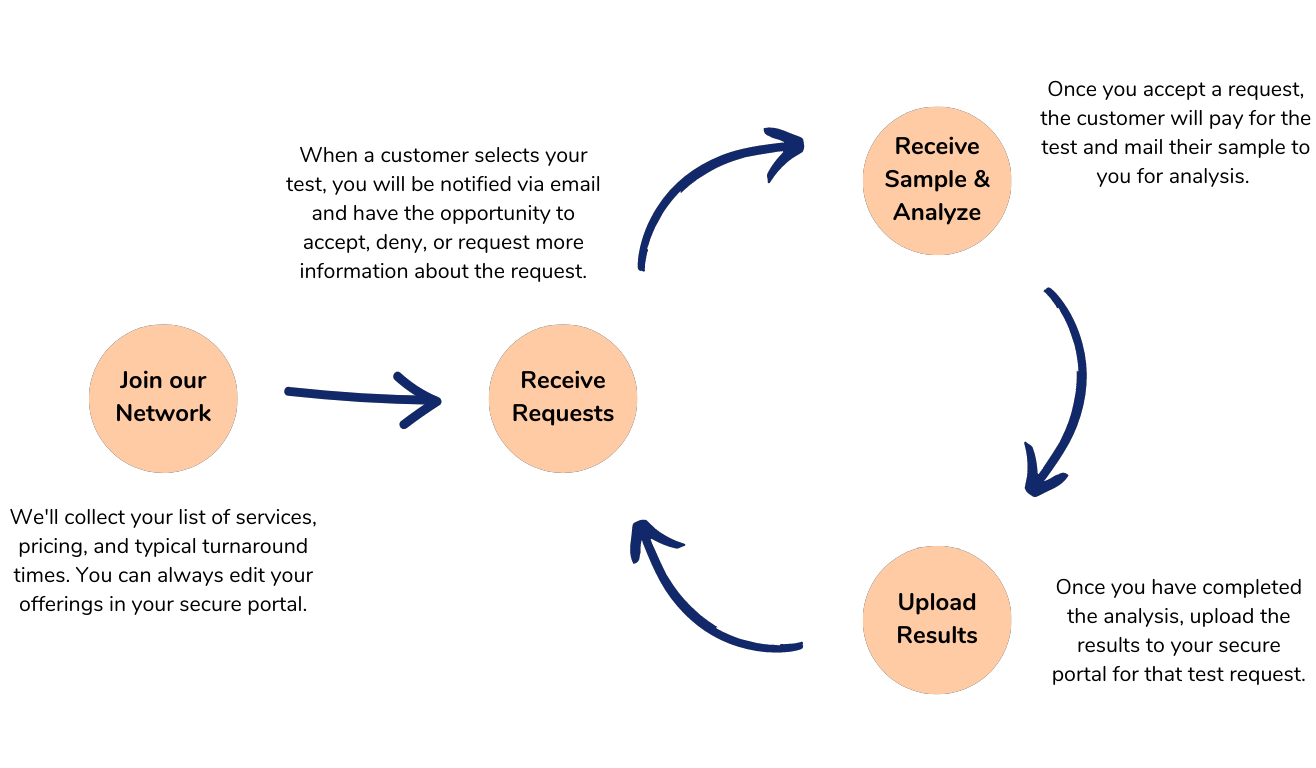 Join our
Network
We'll collect your list of services,
pricing, and typical turnaround
times. You can always edit your
offerings in your secure portal.
When a customer selects your
test, you will be notified via email
and have the opportunity to
accept, deny, or request more
information about the request.
Receive
Requests
Receive
Sample &
Analyze
Once you accept a request,
the customer will pay for the
test and mail their sample to
you for analysis.
Upload
Results
Once you have completed
the analysis, upload the
results to your secure
portal for that test request.